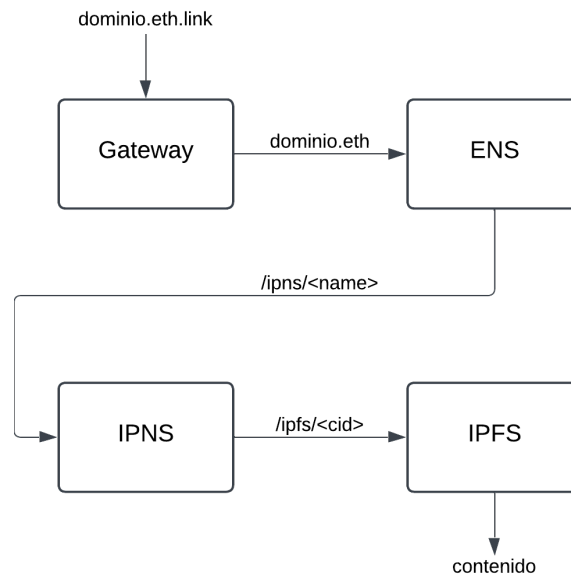 dominio.eth.link
Gateway
dominio.eth
ENS
/ipns/<name>
IPNS
/ipfs/<cid>
IPFS
contenido